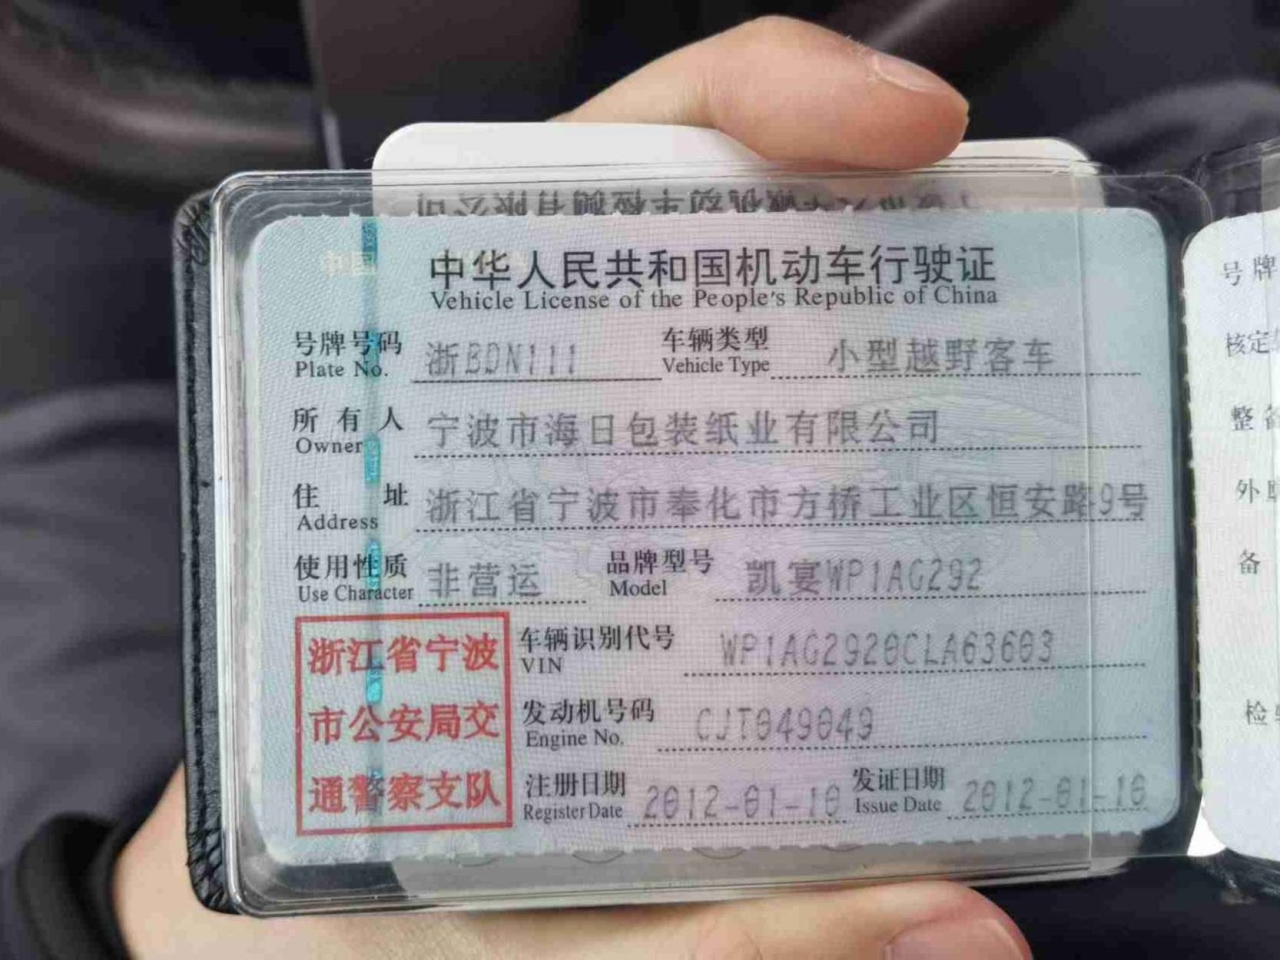 中华人民共和国机动车行驶证
Vehicle License of the People's Republic of China
号牌号码 浙BDN111 车辆类型 小型越野客车
Plate No. Vehicle Type
所有人 宁波市海日包装纸业有限公司
Owner
住址 浙江省宁波市奉化市方桥工业区恒安路9号
Address
使用性质 非营运 品牌型号 凯宴WP1AG292
Use Character Model
浙江省宁波
市公安局交
通警察支队
车辆识别代号 WP1AG2920CLA63603
VIN
发动机号码 CJT049049
Engine No.
注册日期 2012-01-10 发证日期 2012-01-10
Register Date Issue Date
号牌
核定
整备
外
备
检